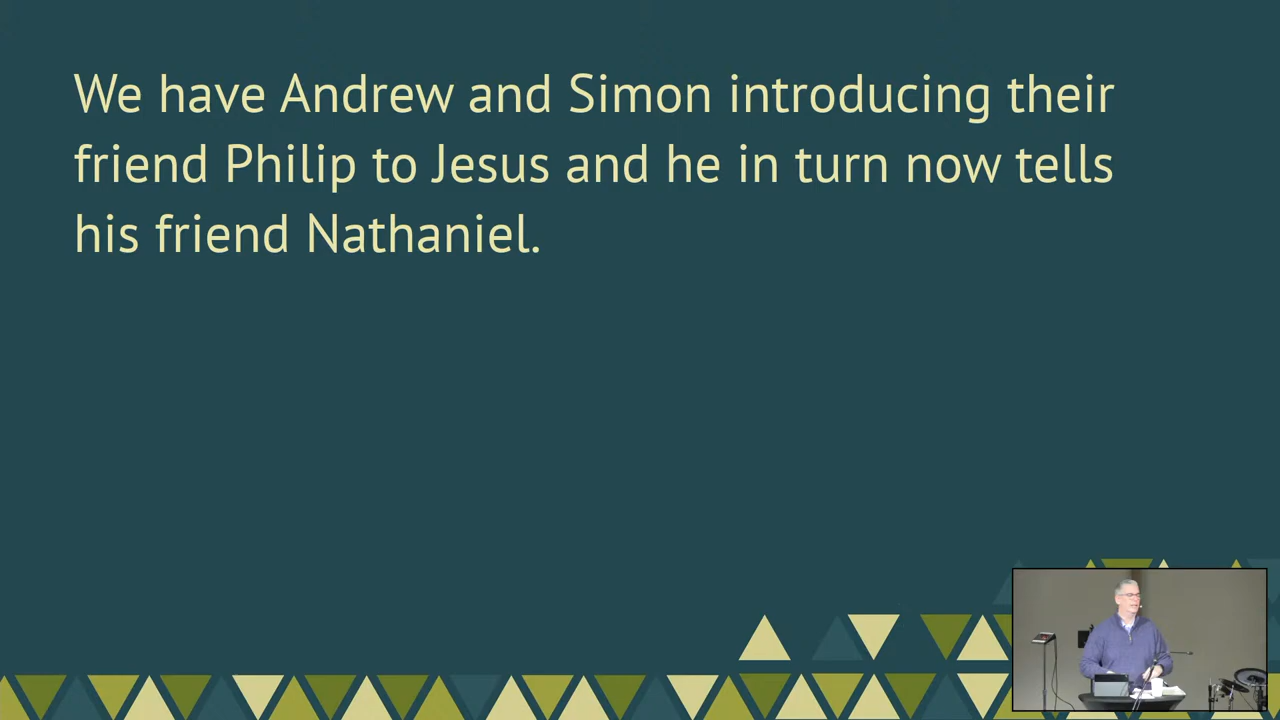 We have Andrew and Simon introducing their
friend Philip to Jesus and he in turn now tells
his friend Nathaniel.